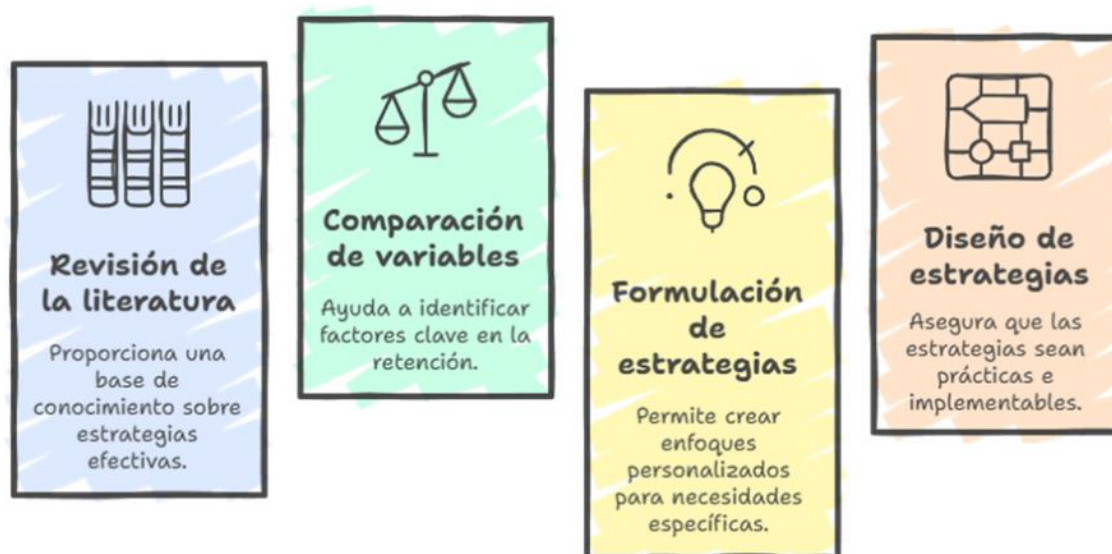 Revisión de
la literatura
Proporciona una
base de
conocimiento sobre
estrategias
efectivas.
Comparación
de variables
Ayuda a identificar
factores clave en la
retención.
Formulación
de
estrategias
Permite crear
enfoques
personalizados
para necesidades
específicas.
Diseño de
estrategias
Asegura que las
estrategias sean
prácticas e
implementables.